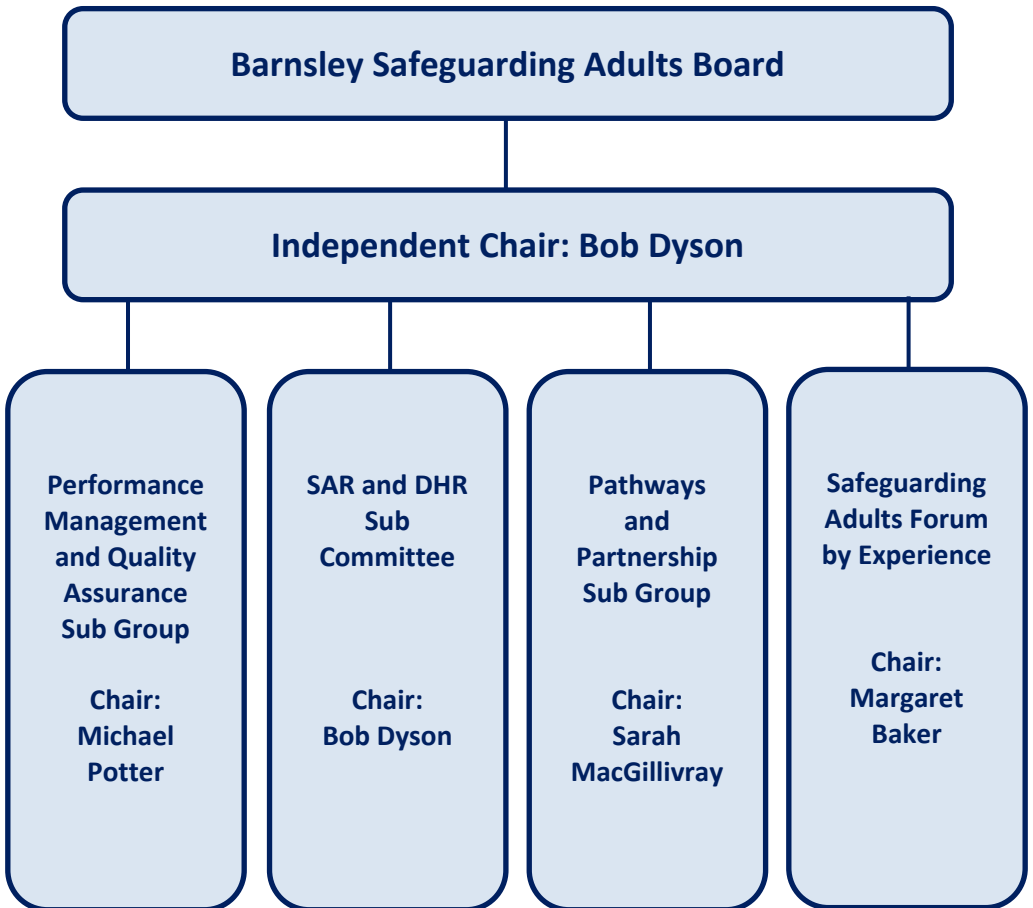 Barnsley Safeguarding Adults Board
Independent Chair: Bob Dyson
Performance
Management
and Quality
Assurance
Sub Group
Chair:
Michael
Potter
SAR and DHR
Sub
Committee
Chair:
Bob Dyson
Pathways
and
Partnership
Sub Group
Chair:
Sarah
MacGillivray
Safeguarding
Adults Forum
by Experience
Chair:
Margaret
Baker